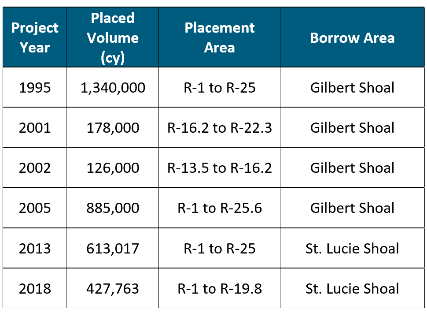 Project Year Placed Volume (cy) Placement Area Borrow Area
1995 1,340,000 R-1 to R-25 Gilbert Shoal
2001 178,000 R-16.2 to R-22.3 Gilbert Shoal
2002 126,000 R-13.5 to R-16.2 Gilbert Shoal
2005 885,000 R-1 to R-25.6 Gilbert Shoal
2013 613,017 R-1 to R-25 St. Lucie Shoal
2018 427,763 R-1 to R-19.8 St. Lucie Shoal